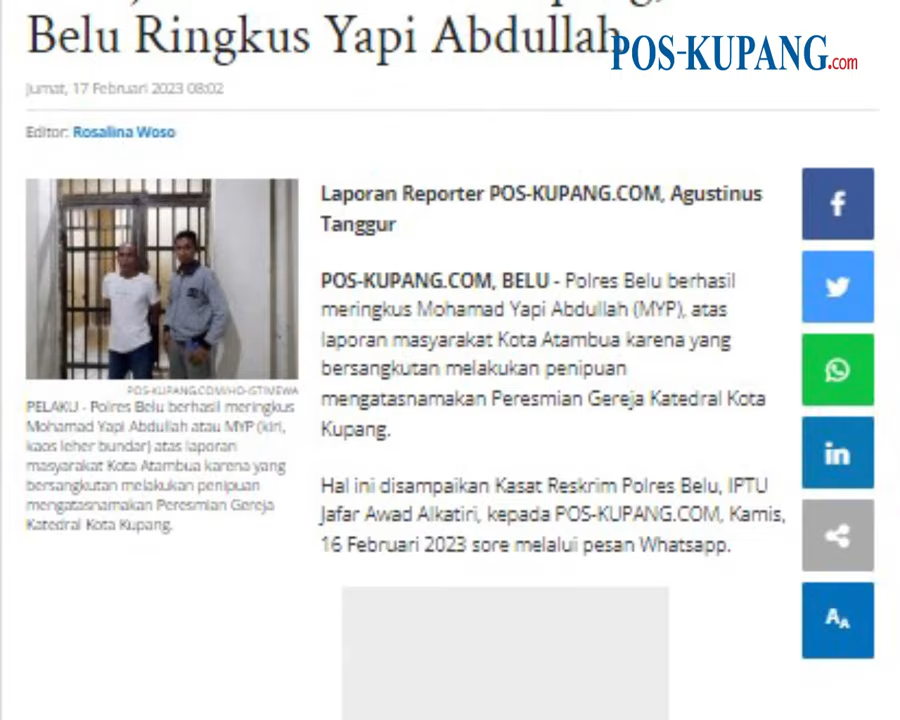 Belu Ringkus Yapi Abdullah
POS-KUPANG.com
Jumat, 17 Februari 2023 08:02
Editor: Rosalina Woso
POS-KUPANG.COM/HO-ISTIMEWA
PELAKU - Polres Belu berhasil meringkus
Mohamad Yapi Abdullah atau MYP (kiri,
kaos leher bundar) atas laporan
masyarakat Kota Atambua karena yang
bersangkutan melakukan penipuan
mengatasnamakan Peresmian Gereja
Katedral Kota Kupang.
Laporan Reporter POS-KUPANG.COM, Agustinus
Tanggur
POS-KUPANG.COM, BELU - Polres Belu berhasil
meringkus Mohamad Yapi Abdullah (MYP), atas
laporan masyarakat Kota Atambua karena yang
bersangkutan melakukan penipuan
mengatasnamakan Peresmian Gereja Katedral Kota
Kupang.
Hal ini disampaikan Kasat Reskrim Polres Belu, IPTU
Jafar Awad Alkatiri, kepada POS-KUPANG.COM, Kamis,
16 Februari 2023 sore melalui pesan Whatsapp.
f
in
AA